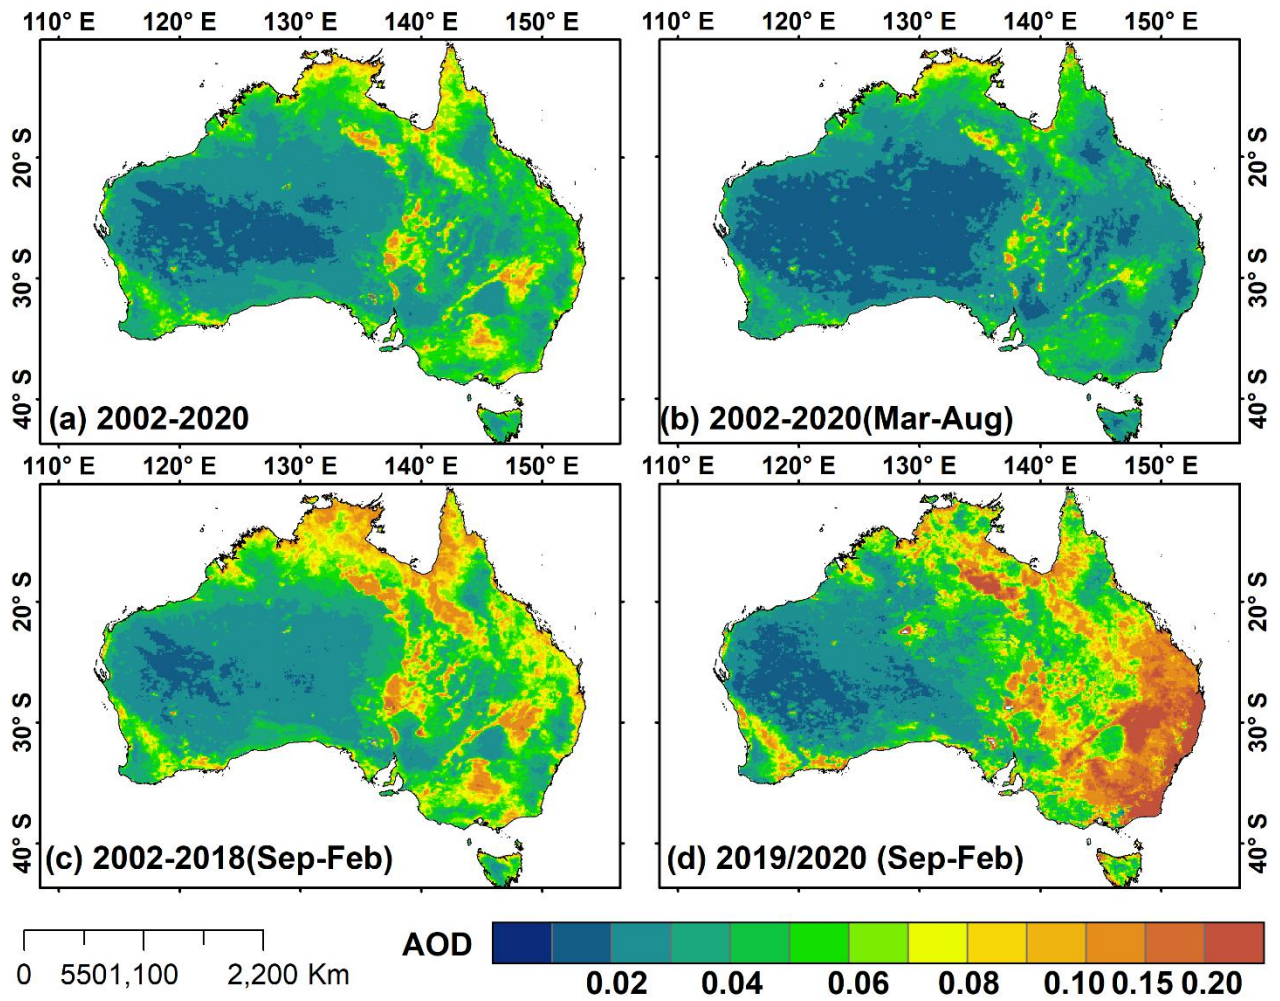 110° E 120° E 130° E 140° E 150° E 110° E 120° E 130° E 140° E 150° E
20° S 20° S
30° S 30° S
40° S 40° S
(a) 2002-2020 (b) 2002-2020(Mar-Aug)
110° E 120° E 130° E 140° E 150° E 110° E 120° E 130° E 140° E 150° E
20° S 20° S
30° S 30° S
40° S 40° S
(c) 2002-2018(Sep-Feb) (d) 2019/2020 (Sep-Feb)
AOD
0 5501,100 2,200 Km 0.02 0.04 0.06 0.08 0.10 0.15 0.20